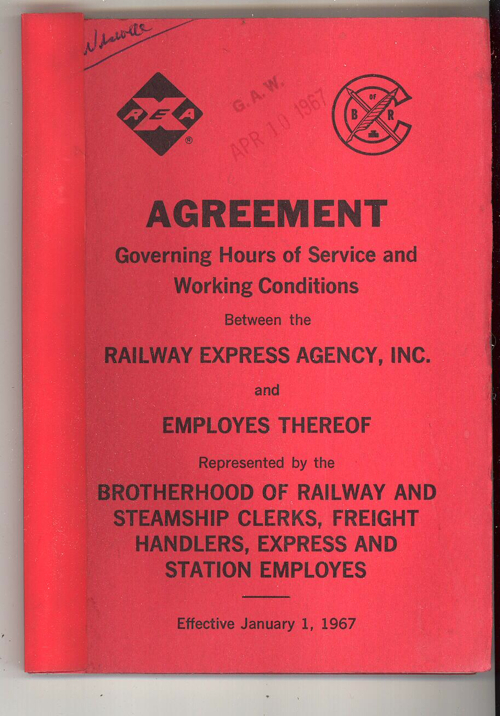 REA
®
G.A.W.
APR 11 1967
B OF R C
AGREEMENT
Governing Hours of Service and
Working Conditions
Between the
RAILWAY EXPRESS AGENCY, INC.
and
EMPLOYES THEREOF
Represented by the
BROTHERHOOD OF RAILWAY AND
STEAMSHIP CLERKS, FREIGHT
HANDLERS, EXPRESS AND
STATION EMPLOYES
Effective January 1, 1967